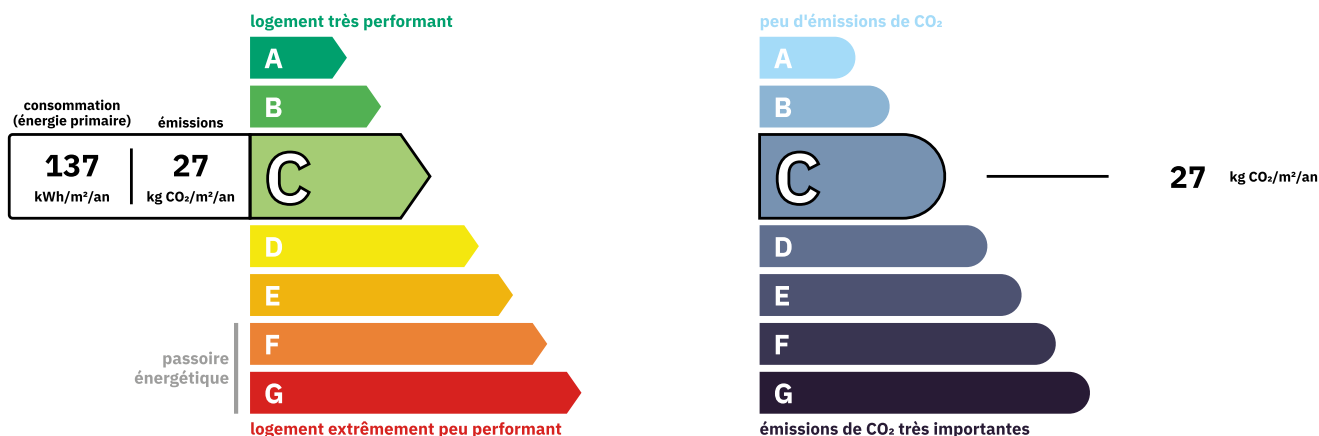 logement très performant
A
B
consommation
(énergie primaire)
émissions
137
kWh/m²/an
27
kg CO₂/m²/an
C
D
E
F
G
passoire
énergétique
logement extrêmement peu performant
peu d'émissions de CO₂
A
B
C
27
kg CO₂/m²/an
D
E
F
G
émissions de CO₂ très importantes